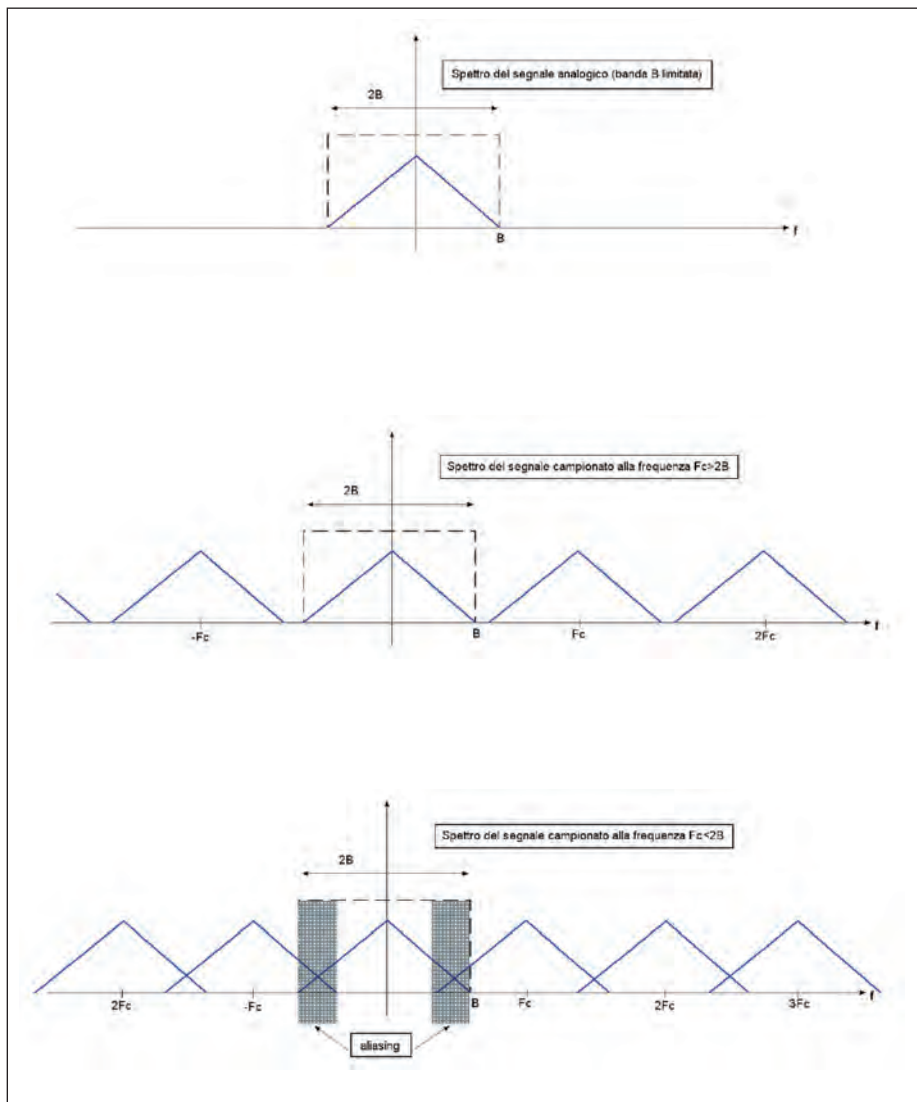 Spettro del segnale analogico (banda B limitata)
2B
B
f
Spettro del segnale campionato alla frequenza Fc>2B
2B
-Fc
B
Fc
2Fc
f
Spettro del segnale campionato alla frequenza Fc<2B
2B
2Fc
-Fc
B
Fc
2Fc
3Fc
f
aliasing